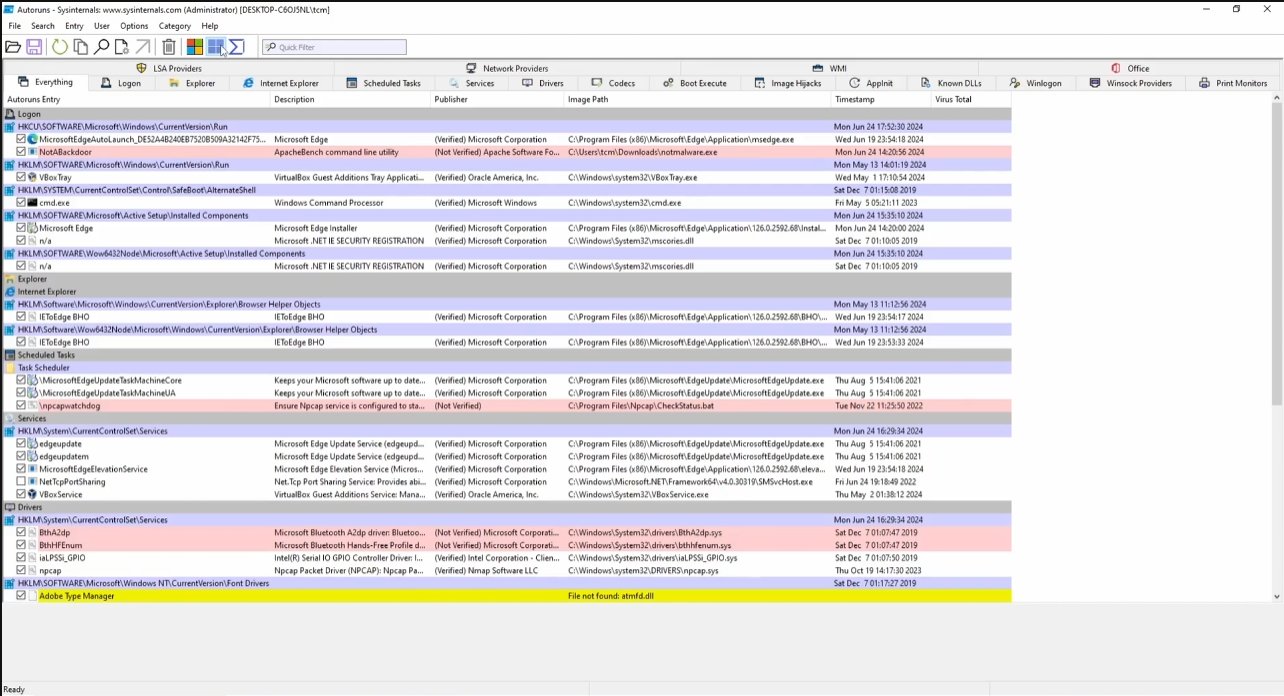 Autoruns - Sysinternals: www.sysinternals.com (Administrator) [DESKTOP-C6OJ5NL\tcm]
File Search Entry User Options Category Help
Quick Filter
LSA Providers Network Providers WMI Office
Everything Logon Explorer Internet Explorer Scheduled Tasks Services Drivers Codecs Boot Execute Image Hijacks AppInit Known DLLs Winlogon Winsock Providers Print Monitors
Autoruns Entry Description Publisher Image Path Timestamp Virus Total
Logon
HKCU\SOFTWARE\Microsoft\Windows\CurrentVersion\Run Mon Jun 24 17:52:30 2024
MicrosoftEdgeAutoLaunch_DE52A4B240EB7520B509A32142F75... Microsoft Edge (Verified) Microsoft Corporation C:\Program Files (x86)\Microsoft\Edge\Application\msedge.exe Wed Jun 19 23:54:18 2024
NotABackdoor ApacheBench command line utility (Not Verified) Apache Software Fo... C:\Users\tcm\Downloads\notmalware.exe Mon Jun 24 14:20:56 2024
HKLM\SOFTWARE\Microsoft\Windows\CurrentVersion\Run Mon May 13 14:01:19 2024
VBoxTray VirtualBox Guest Additions Tray Applicati... (Verified) Oracle America, Inc. C:\Windows\system32\VBoxTray.exe Wed May 1 17:10:54 2024
HKLM\SYSTEM\CurrentControlSet\Control\SafeBoot\AlternateShell Sat Dec 7 01:15:08 2019
cmd.exe Windows Command Processor (Verified) Microsoft Windows C:\Windows\system32\cmd.exe Fri May 5 05:21:11 2023
HKLM\SOFTWARE\Microsoft\Active Setup\Installed Components Mon Jun 24 15:35:10 2024
Microsoft Edge Microsoft Edge Installer (Verified) Microsoft Corporation C:\Program Files (x86)\Microsoft\Edge\Application\126.0.2592.68\Instal... Mon Jun 24 14:20:00 2024
n/a Microsoft .NET IE SECURITY REGISTRATION (Verified) Microsoft Corporation C:\Windows\System32\mscories.dll Sat Dec 7 01:10:05 2019
HKLM\SOFTWARE\Wow6432Node\Microsoft\Active Setup\Installed Components Mon Jun 24 15:35:10 2024
n/a Microsoft .NET IE SECURITY REGISTRATION (Verified) Microsoft Corporation C:\Windows\System32\mscories.dll Sat Dec 7 01:10:05 2019
Explorer
Internet Explorer
HKLM\Software\Microsoft\Windows\CurrentVersion\Explorer\Browser Helper Objects Mon May 13 11:12:56 2024
IEToEdge BHO IEToEdge BHO (Verified) Microsoft Corporation C:\Program Files (x86)\Microsoft\Edge\Application\126.0.2592.68\BHO\... Wed Jun 19 23:54:17 2024
HKLM\Software\Wow6432Node\Microsoft\Windows\CurrentVersion\Explorer\Browser Helper Objects Mon May 13 11:12:56 2024
IEToEdge BHO IEToEdge BHO (Verified) Microsoft Corporation C:\Program Files (x86)\Microsoft\Edge\Application\126.0.2592.68\BHO\... Wed Jun 19 23:53:33 2024
Scheduled Tasks
Task Scheduler
\MicrosoftEdgeUpdateTaskMachineCore Keeps your Microsoft software up to date... (Verified) Microsoft Corporation C:\Program Files (x86)\Microsoft\EdgeUpdate\MicrosoftEdgeUpdate.exe Thu Aug 5 15:41:06 2021
\MicrosoftEdgeUpdateTaskMachineUA Keeps your Microsoft software up to date... (Verified) Microsoft Corporation C:\Program Files (x86)\Microsoft\EdgeUpdate\MicrosoftEdgeUpdate.exe Thu Aug 5 15:41:06 2021
\npcapwatchdog Ensure Npcap service is configured to sta... (Not Verified) C:\Program Files\Npcap\CheckStatus.bat Tue Nov 22 11:25:50 2022
Services
HKLM\System\CurrentControlSet\Services Mon Jun 24 16:29:34 2024
edgeupdate Microsoft Edge Update Service (edgeupd... (Verified) Microsoft Corporation C:\Program Files (x86)\Microsoft\EdgeUpdate\MicrosoftEdgeUpdate.exe Thu Aug 5 15:41:06 2021
edgeupdatem Microsoft Edge Update Service (edgeupd... (Verified) Microsoft Corporation C:\Program Files (x86)\Microsoft\EdgeUpdate\MicrosoftEdgeUpdate.exe Thu Aug 5 15:41:06 2021
MicrosoftEdgeElevationService Microsoft Edge Elevation Service (Micros... (Verified) Microsoft Corporation C:\Program Files (x86)\Microsoft\Edge\Application\126.0.2592.68\eleva... Wed Jun 19 23:54:18 2024
NetTcpPortSharing Net.Tcp Port Sharing Service: Provides abi... (Verified) Microsoft Corporation C:\Windows\Microsoft.NET\Framework64\v4.0.30319\SMSvcHost.exe Fri Jun 24 19:18:49 2022
VBoxService VirtualBox Guest Additions Service: Mana... (Verified) Oracle America, Inc. C:\Windows\System32\VBoxService.exe Thu May 2 01:38:12 2024
Drivers
HKLM\System\CurrentControlSet\Services Mon Jun 24 16:29:34 2024
BthA2dp Microsoft Bluetooth A2dp driver: Bluetoo... (Not Verified) Microsoft Corporati... C:\Windows\System32\drivers\BthA2dp.sys Sat Dec 7 01:07:47 2019
BthHFEnum Microsoft Bluetooth Hands-Free Profile d... (Not Verified) Microsoft Corporati... C:\Windows\System32\drivers\bthhfenum.sys Sat Dec 7 01:07:47 2019
iaLPSSi_GPIO Intel(R) Serial IO GPIO Controller Driver: I... (Verified) Intel Corporation - Clien... C:\Windows\System32\drivers\iaLPSSi_GPIO.sys Sat Dec 7 01:07:50 2019
npcap Npcap Packet Driver (NPCAP): Npcap Pa... (Verified) Nmap Software LLC C:\Windows\system32\DRIVERS\npcap.sys Thu Oct 19 14:17:30 2023
HKLM\SOFTWARE\Microsoft\Windows NT\CurrentVersion\Font Drivers Sat Dec 7 01:17:27 2019
Adobe Type Manager File not found: atmfd.dll
Ready